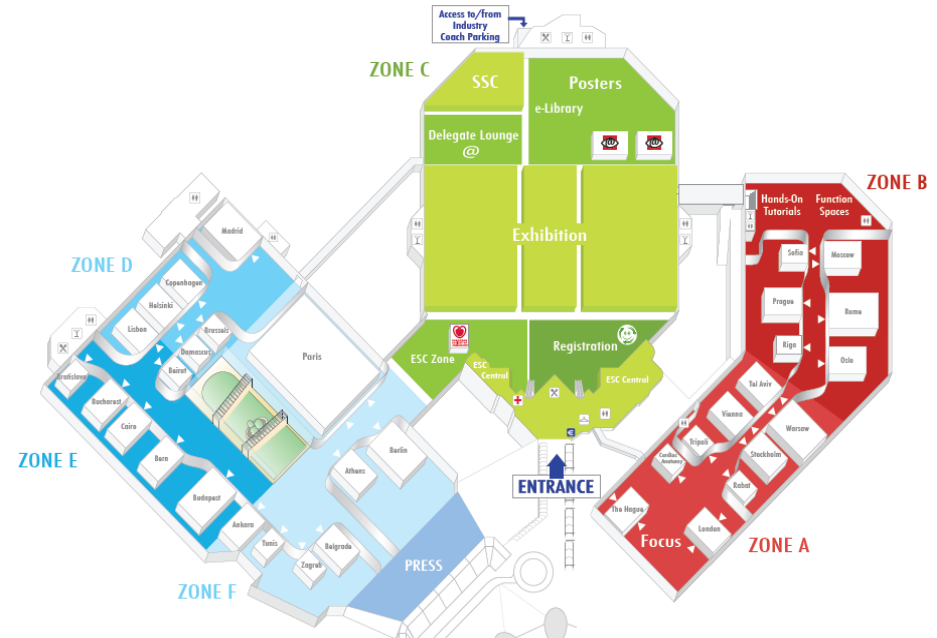 Access to/from
Industry
Coach Parking
ZONE C
SSC
Posters
e-Library
Delegate Lounge
@
Exhibition
ESC Zone
Registration
ESC
Central
ESC Central
ENTRANCE
ZONE B
Hands-On
Tutorials
Function
Spaces
Sofia
Moscow
Prague
Rome
Riga
Oslo
Tel Aviv
Vienna
Warsaw
Tripoli
Stockholm
Cardiac
Anatomy
Rabat
The Hague
London
Focus
ZONE A
ZONE D
Madrid
Copenhagen
Helsinki
Lisbon
Brussels
Damascus
Beirut
Paris
Bratislava
Bucharest
Cairo
Bern
Budapest
ZONE E
Ankara
Tunis
Zagreb
Belgrade
Athens
Berlin
PRESS
ZONE F